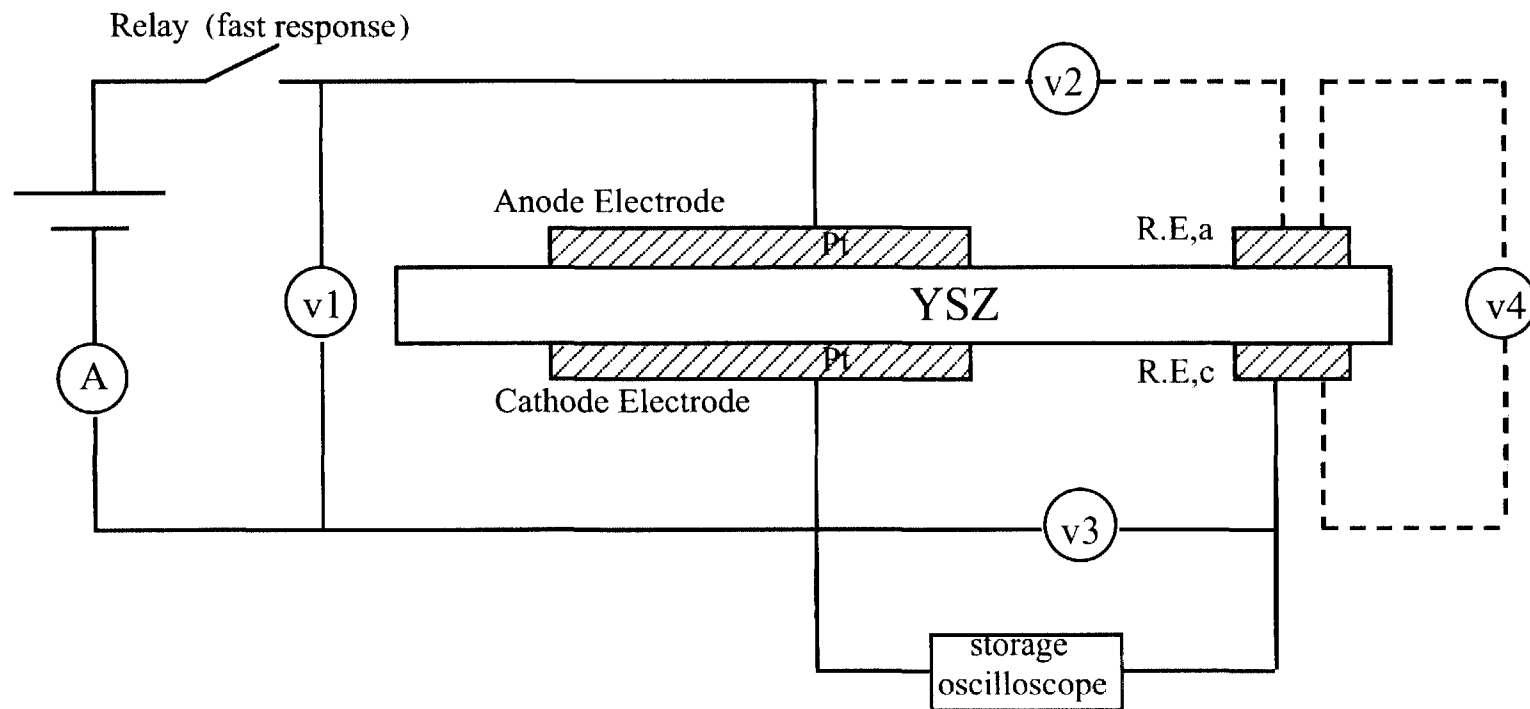 Relay (fast response)
v2
Anode Electrode
Pt
R.E,a
v1
YSZ
v4
A
Pt
R.E,c
Cathode Electrode
v3
storage
oscilloscope